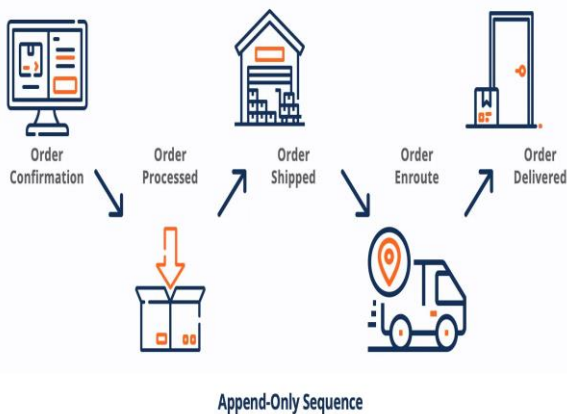 Order
Confirmation
Order
Processed
Order
Shipped
Order
Enroute
Order
Delivered
Append-Only Sequence